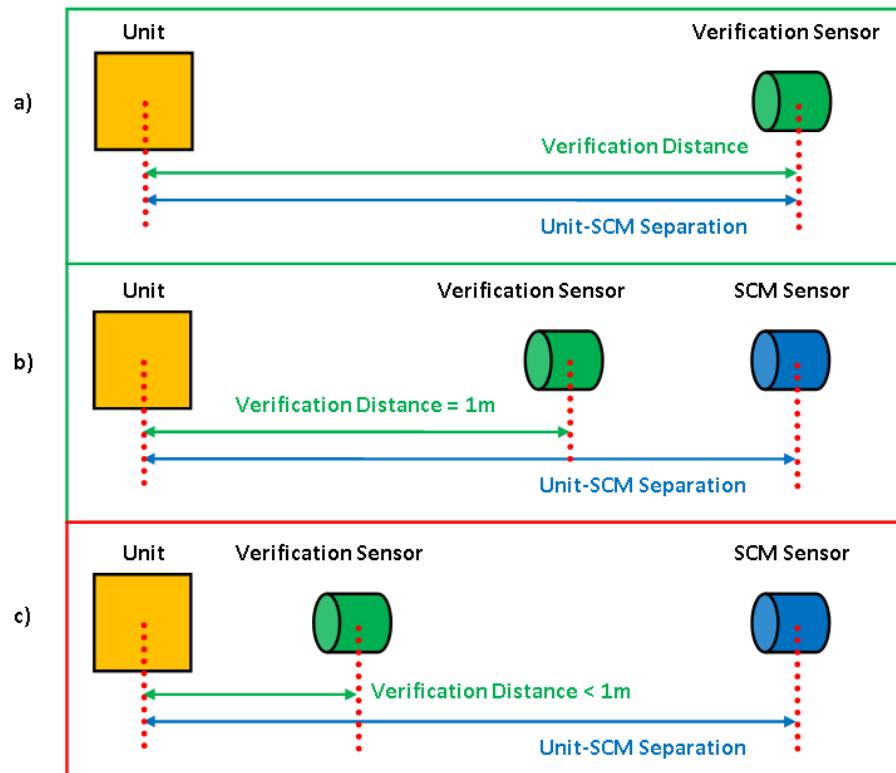 Unit
Verification Sensor
a)
Verification Distance
Unit-SCM Separation
Unit
Verification Sensor
SCM Sensor
b)
Verification Distance = 1m
Unit-SCM Separation
Unit
Verification Sensor
SCM Sensor
c)
Verification Distance < 1m
Unit-SCM Separation